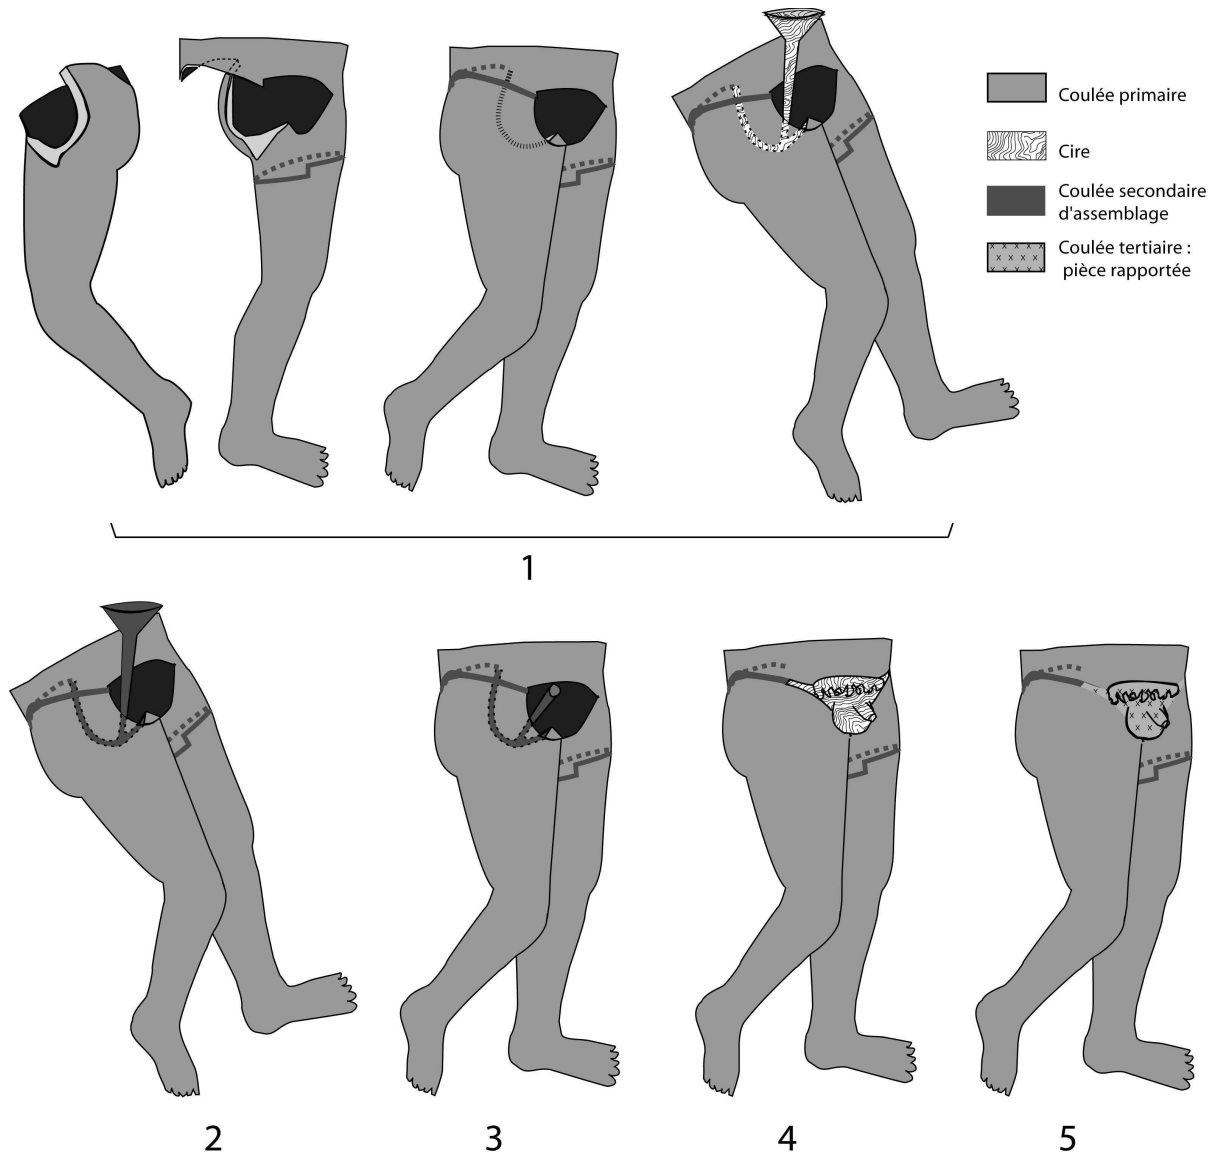 Coulée primaire
Cire
Coulée secondaire
d'assemblage
Coulée tertiaire :
pièce rapportée
1
2
3
4
5